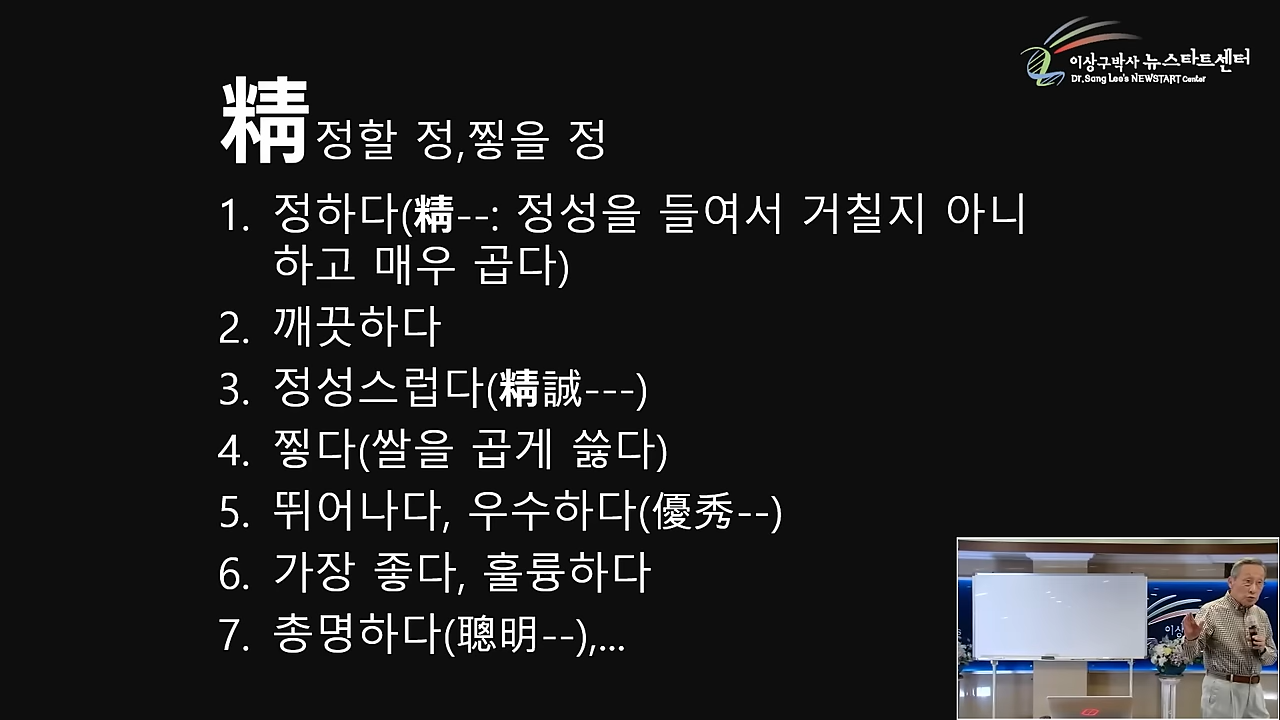 이상구박사 뉴스타트센터
Dr.Sang Lee's NEWSTART Center
精 정할 정,찧을 정
1. 정하다(精--: 정성을 들여서 거칠지 아니
하고 매우 곱다)
2. 깨끗하다
3. 정성스럽다(精誠---)
4. 찧다(쌀을 곱게 쓿다)
5. 뛰어나다, 우수하다(優秀--)
6. 가장 좋다, 훌륭하다
7. 총명하다(聰明--),...
이상